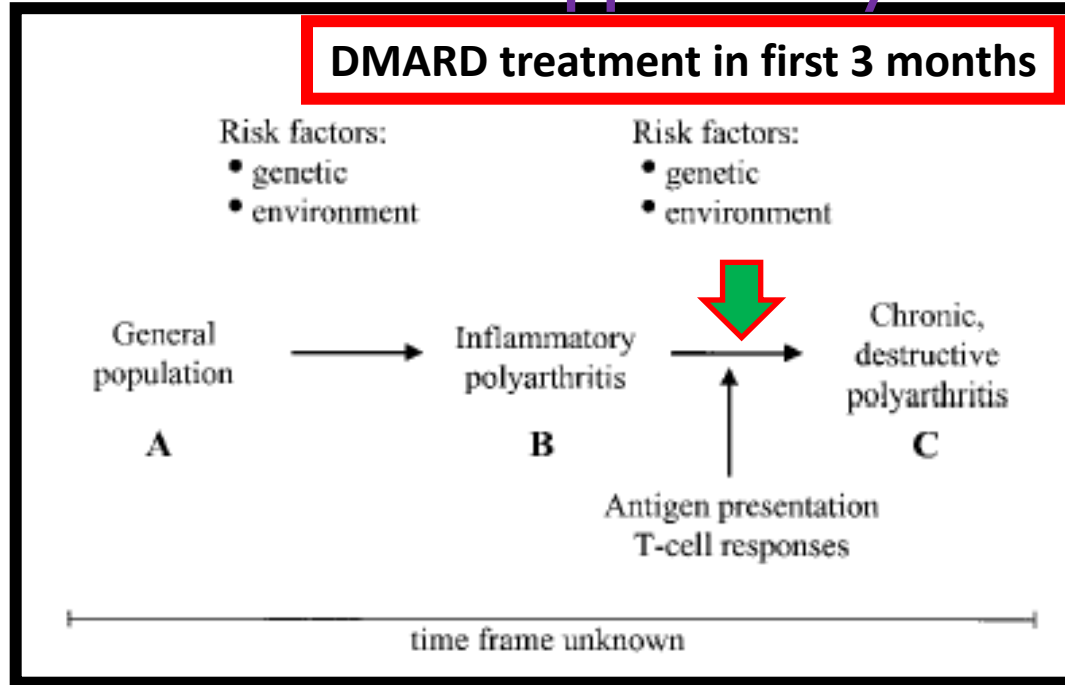 DMARD treatment in first 3 months
Risk factors:
• genetic
• environment
Risk factors:
• genetic
• environment
General
population
A
Inflammatory
polyarthritis
B
Chronic,
destructive
polyarthritis
C
Antigen presentation
T-cell responses
time frame unknown